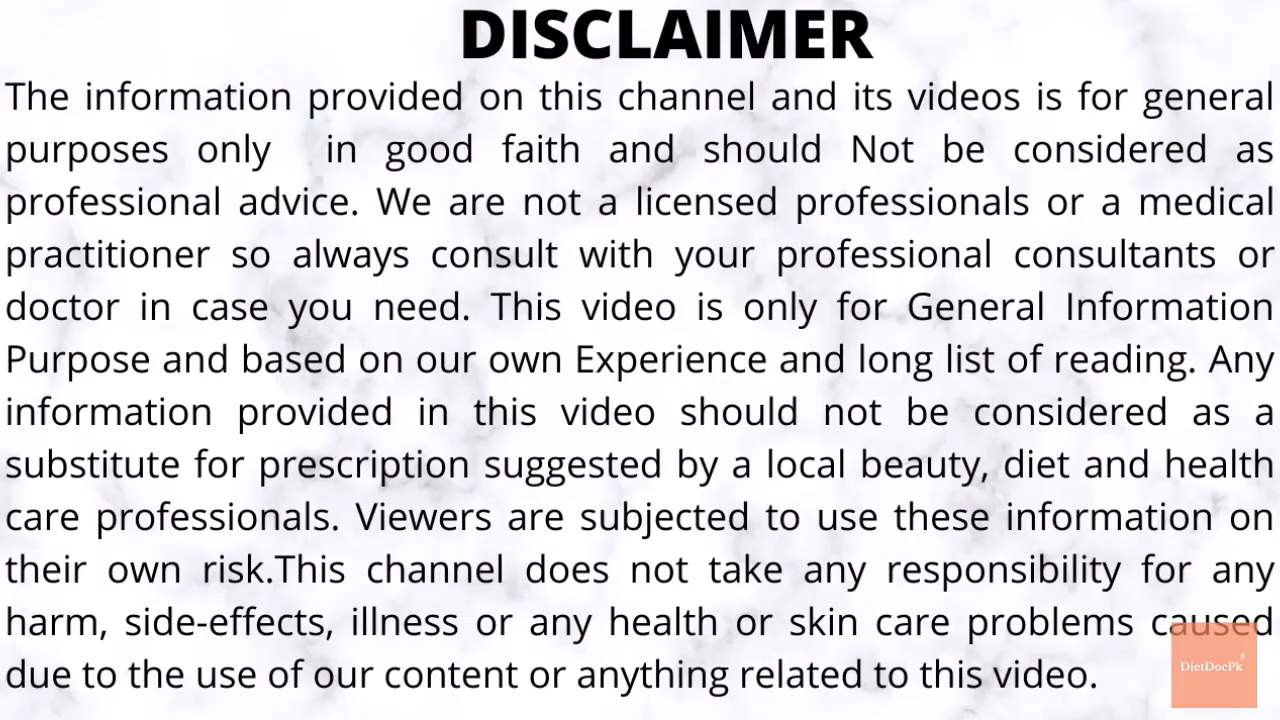 DISCLAIMER
The information provided on this channel and its videos is for general
purposes only in good faith and should Not be considered as
professional advice. We are not a licensed professionals or a medical
practitioner so always consult with your professional consultants or
doctor in case you need. This video is only for General Information
Purpose and based on our own Experience and long list of reading. Any
information provided in this video should not be considered as a
substitute for prescription suggested by a local beauty, diet and health
care professionals. Viewers are subjected to use these information on
their own risk.This channel does not take any responsibility for any
harm, side-effects, illness or any health or skin care problems caused
due to the use of our content or anything related to this video.
DietDocPk